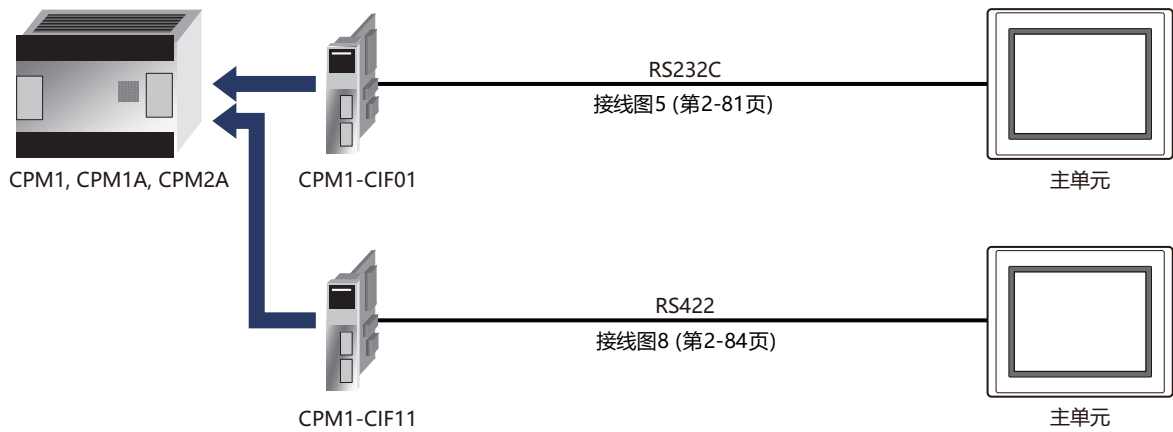 RS232C
接线图5 (第2-81页)
CPM1, CPM1A, CPM2A
CPM1-CIF01
主单元
RS422
接线图8 (第2-84页)
CPM1-CIF11
主单元